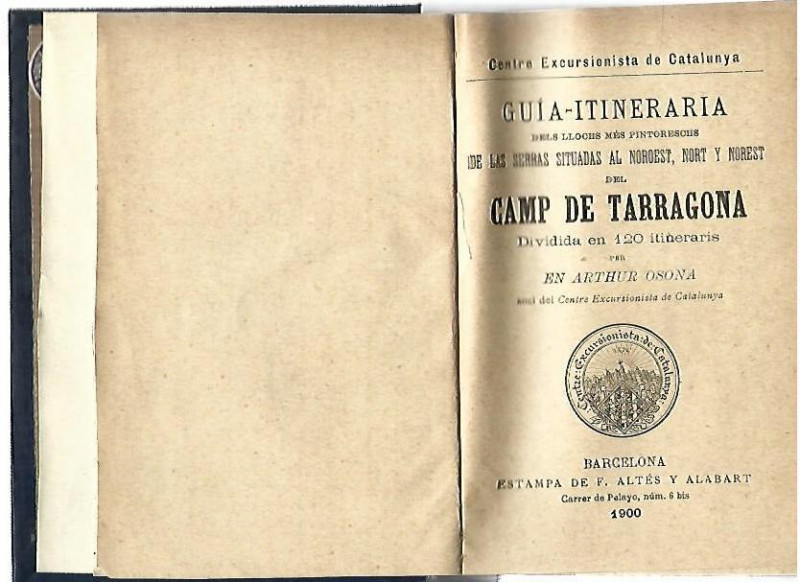 Centre Excursionista de Catalunya
GUÍA-ITINERARIA
DELS LLOCHS MÉS PINTORESCHS
DE LAS SERRAS SITUADAS AL NOROEST, NORT Y NOREST
DEL
CAMP DE TARRAGONA
Dividida en 120 itineraris
PER
EN ARTHUR OSONA
soci del Centre Excursionista de Catalunya
Centre·Excursionista·de·Catalunya·
BARCELONA
ESTAMPA DE F. ALTÉS Y ALABART
Carrer de Pelayo, núm. 6 bis
1900